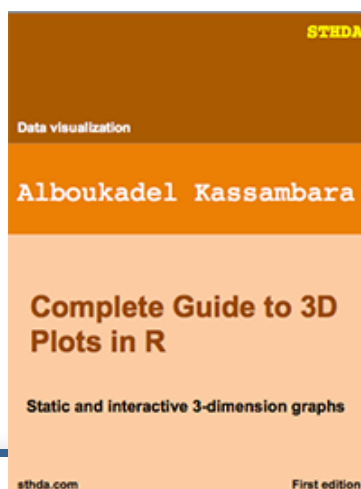 STHDA
Data visualization
Alboukadel Kassambara
Complete Guide to 3D
Plots in R
Static and interactive 3-dimension graphs
sthda.com First edition